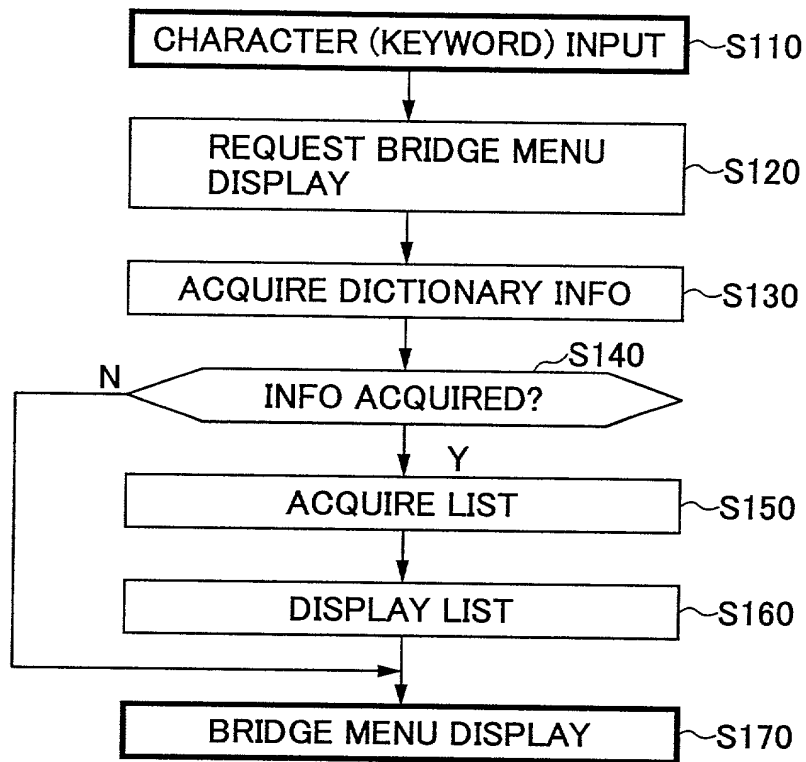 CHARACTER (KEYWORD) INPUT S110
REQUEST BRIDGE MENU
DISPLAY S120
ACQUIRE DICTIONARY INFO S130
S140
N INFO ACQUIRED?
Y
ACQUIRE LIST S150
DISPLAY LIST S160
BRIDGE MENU DISPLAY S170